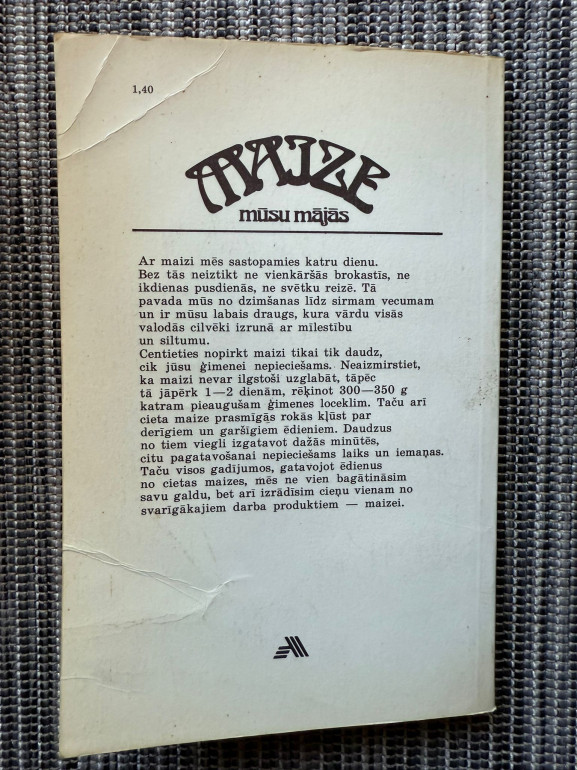 1,40
MAIZE
mūsu mājās
Ar maizi mēs sastopamies katru dienu.
Bez tās neiztikt ne vienkāršās brokastīs, ne
ikdienas pusdienās, ne svētku reizē. Tā
pavada mūs no dzimšanas līdz sirmam vecumam
un ir mūsu labais draugs, kura vārdu visās
valodās cilvēki izrunā ar mīlestību
un siltumu.
Centieties nopirkt maizi tikai tik daudz,
cik jūsu ģimenei nepieciešams. Neaizmirstiet,
ka maizi nevar ilgstoši uzglabāt, tāpēc
tā jāpērk 1—2 dienām, rēķinot 300—350 g
katram pieaugušam ģimenes loceklim. Taču arī
cieta maize prasmīgās rokās kļūst par
derīgiem un garšīgiem ēdieniem. Daudzus
no tiem viegli izgatavot dažās minūtēs,
citu pagatavošanai nepieciešams laiks un iemaņas.
Taču visos gadījumos, gatavojot ēdienus
no cietas maizes, mēs ne vien bagātināsim
savu galdu, bet arī izrādīsim cieņu vienam no
svarīgākajiem darba produktiem — maizei.